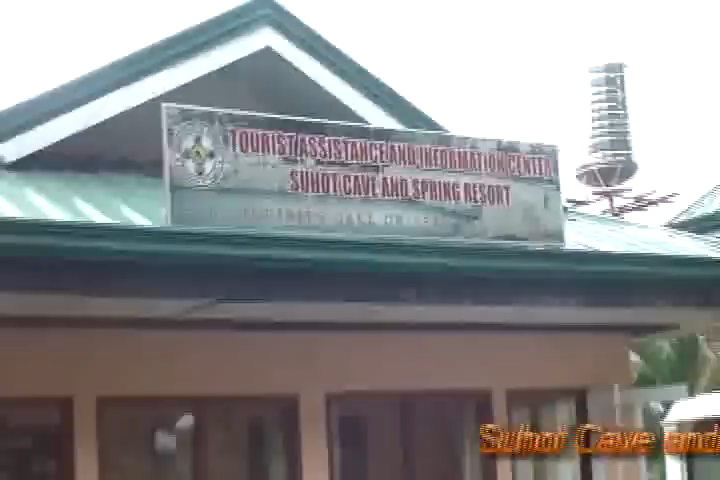 TOURIST ASSISTANCE AND INFORMATION CENTER
SUHOT CAVE AND SPRING RESORT
Suhot Cave and